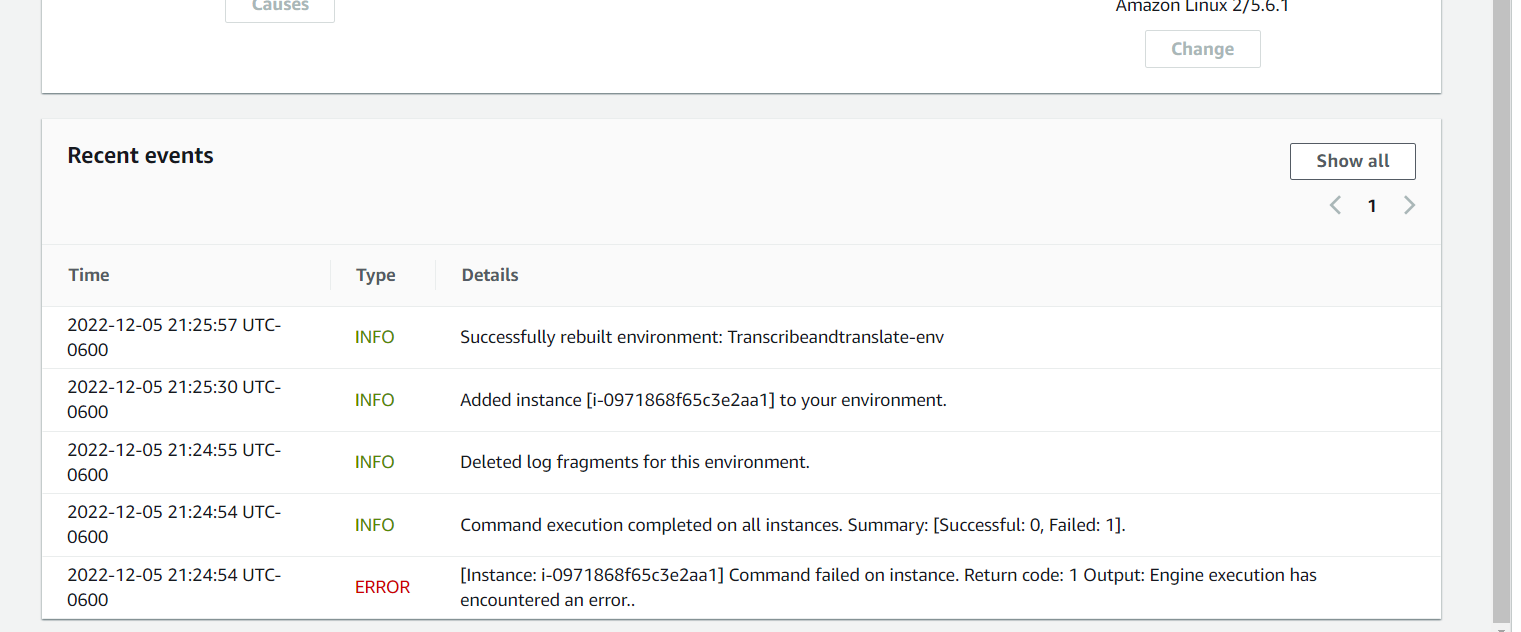 Causes
Amazon Linux 2/5.6.1
Change
Recent events
Show all
1
Time Type Details
2022-12-05 21:25:57 UTC-
0600
INFO
Successfully rebuilt environment: Transcribeandtranslate-env
2022-12-05 21:25:30 UTC-
0600
INFO
Added instance [i-0971868f65c3e2aa1] to your environment.
2022-12-05 21:24:55 UTC-
0600
INFO
Deleted log fragments for this environment.
2022-12-05 21:24:54 UTC-
0600
INFO
Command execution completed on all instances. Summary: [Successful: 0, Failed: 1].
2022-12-05 21:24:54 UTC-
0600
ERROR
[Instance: i-0971868f65c3e2aa1] Command failed on instance. Return code: 1 Output: Engine execution has
encountered an error..